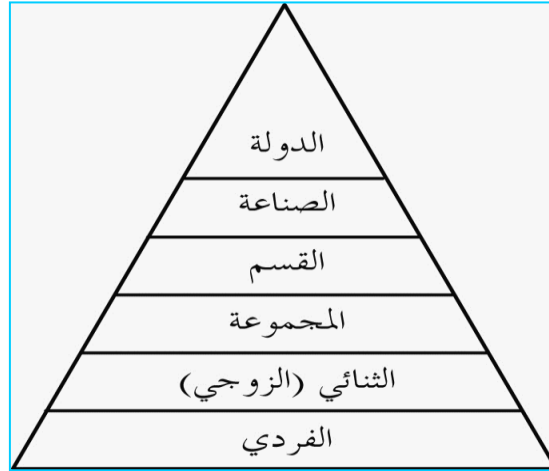 الدولة
الصناعة
القسم
المجموعة
الثنائي (الزوجي)
الفردي